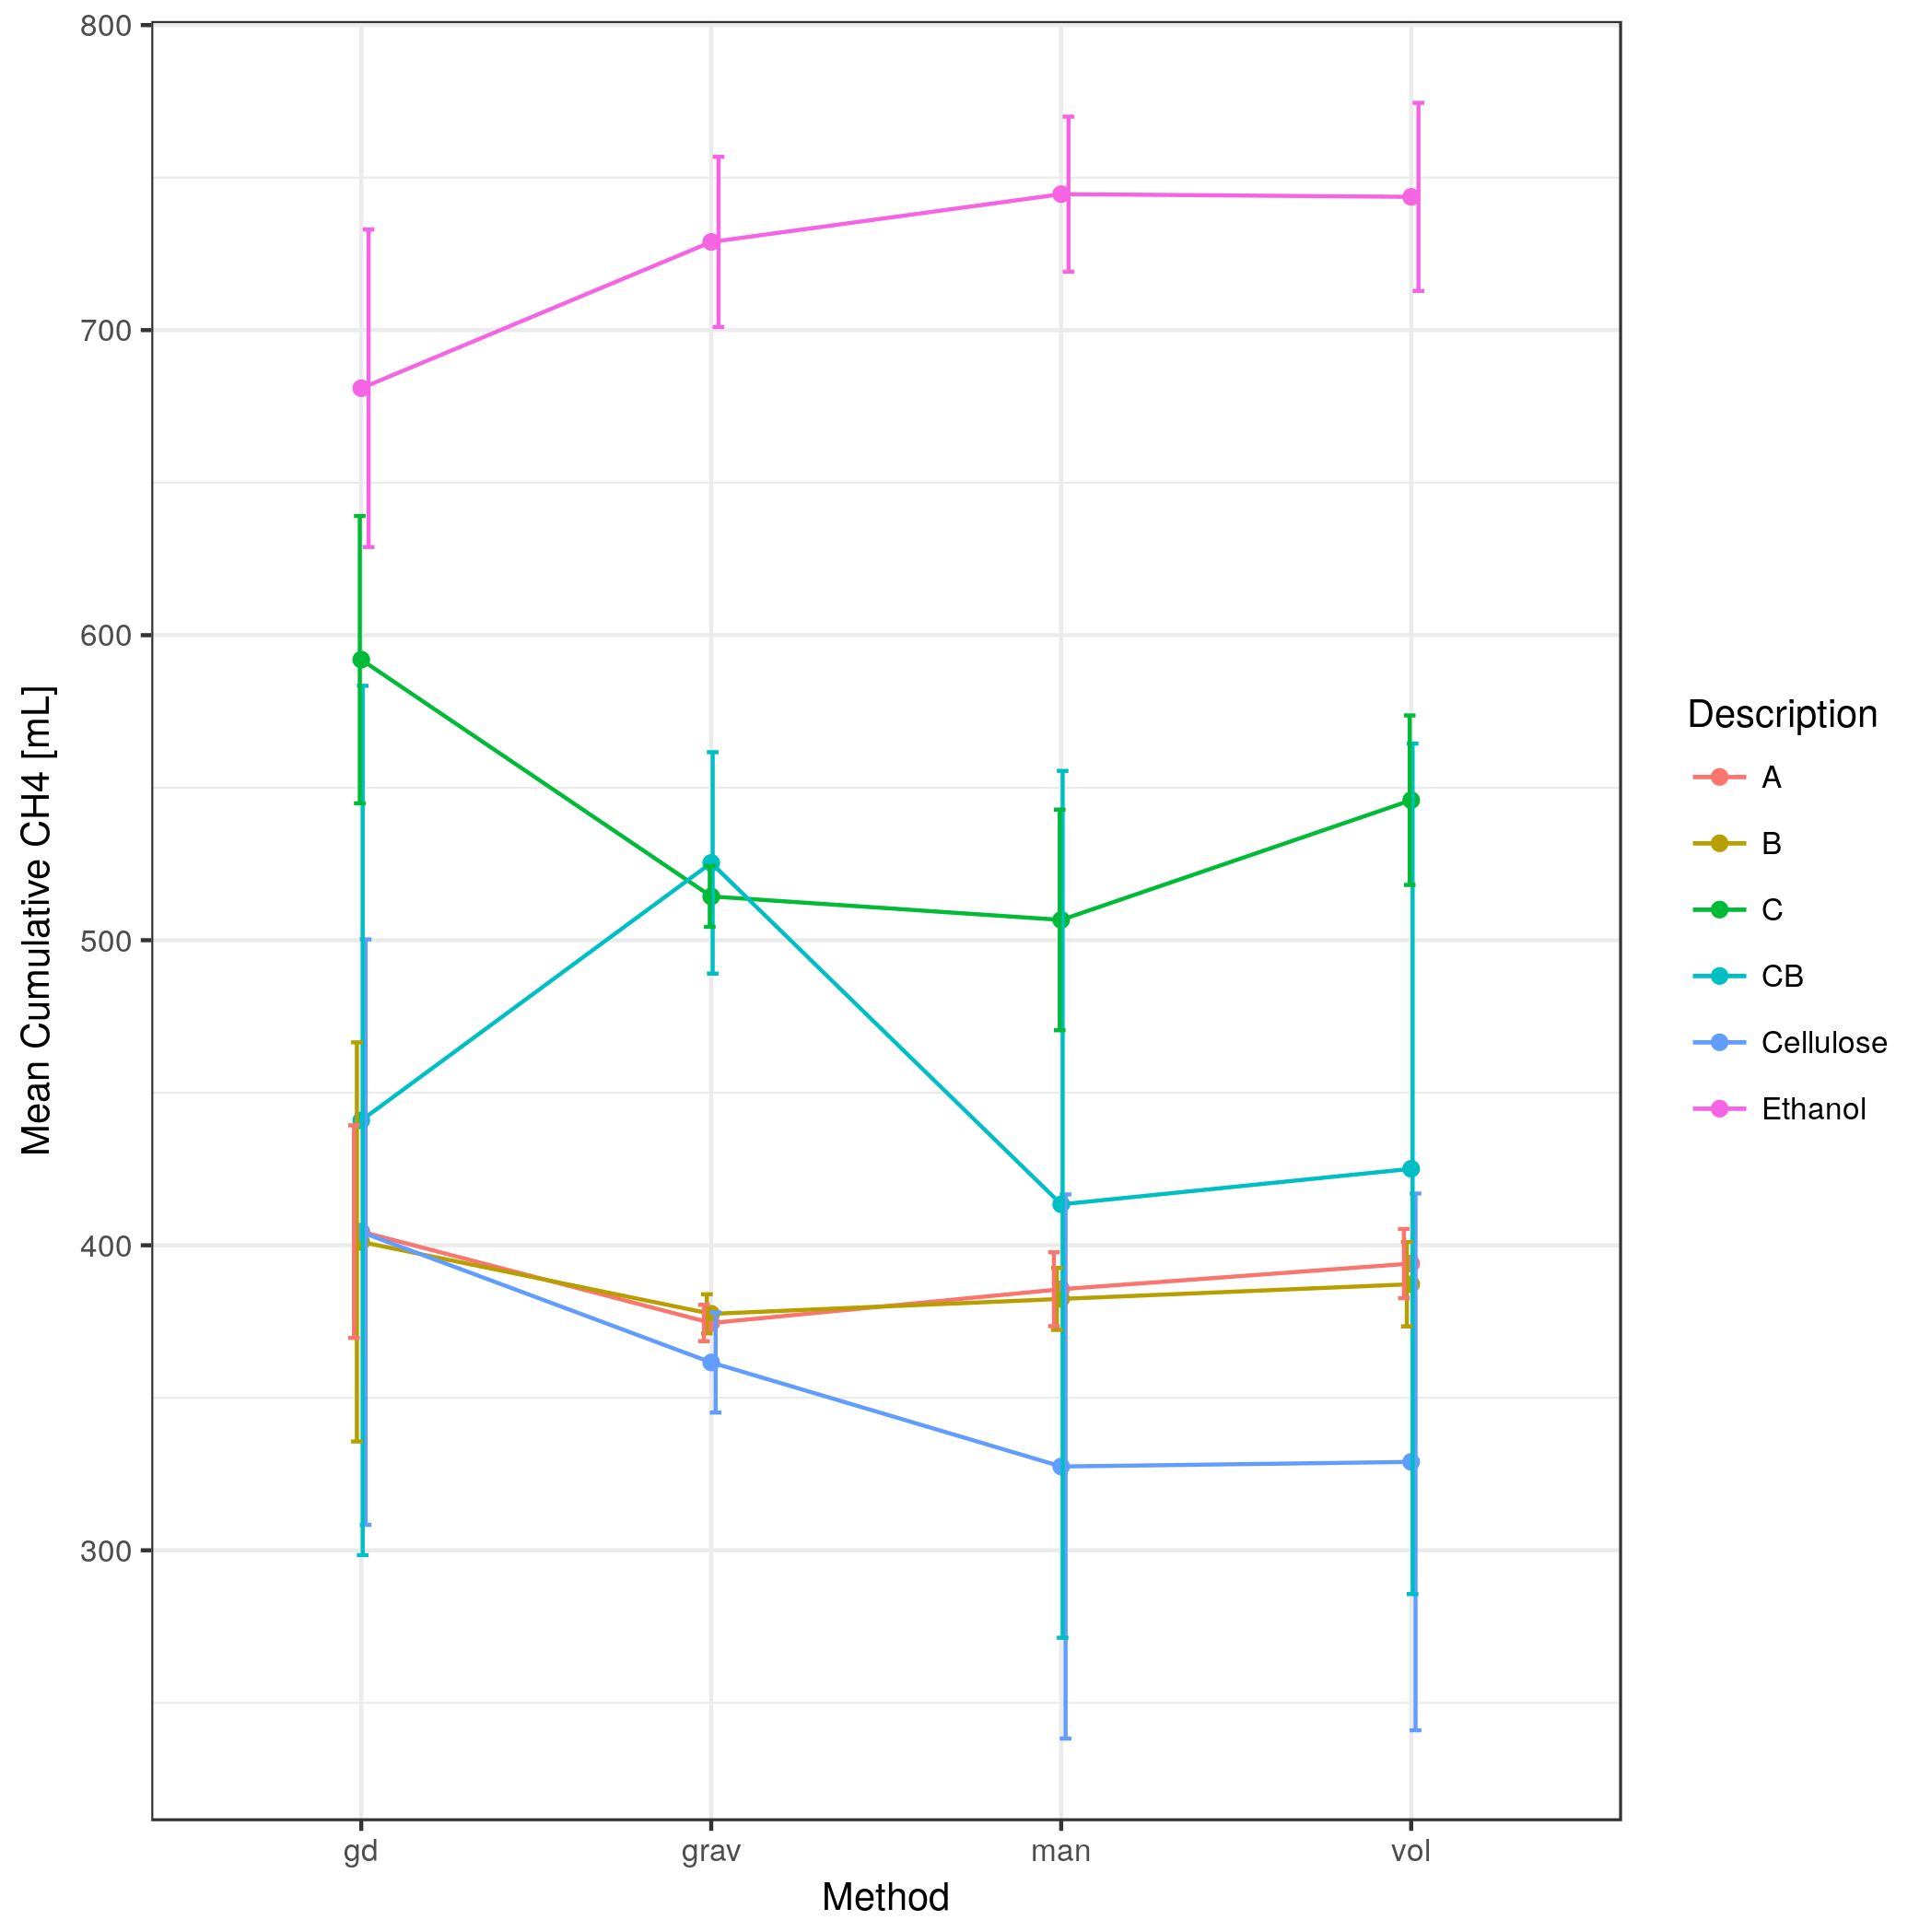 800
700
600
500
400
300
Mean Cumulative CH4 [mL]
gd grav man vol
Method
Description
A
B
C
CB
Cellulose
Ethanol